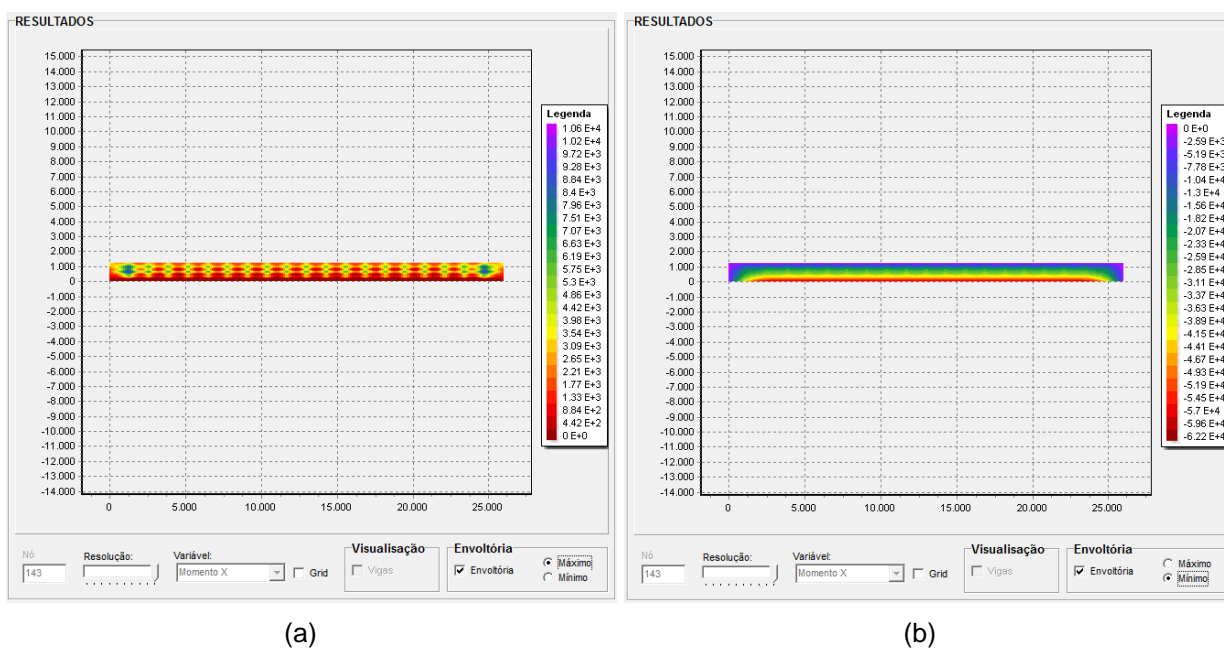 RESULTADOS
15.000
14.000
13.000
12.000
11.000
10.000
9.000
8.000
7.000
6.000
5.000
4.000
3.000
2.000
1.000
0
-1.000
-2.000
-3.000
-4.000
-5.000
-6.000
-7.000
-8.000
-9.000
-10.000
-11.000
-12.000
-13.000
-14.000
0 5.000 10.000 15.000 20.000 25.000
Legenda
1.06 E+4
1.02 E+4
9.72 E+3
9.28 E+3
8.84 E+3
8.4 E+3
7.96 E+3
7.51 E+3
7.07 E+3
6.63 E+3
6.19 E+3
5.75 E+3
5.3 E+3
4.86 E+3
4.42 E+3
3.98 E+3
3.54 E+3
3.09 E+3
2.65 E+3
2.21 E+3
1.77 E+3
1.33 E+3
8.84 E+2
4.42 E+2
0 E+0
Nó
143
Resolução:
Variável:
Momento X
Grid
Visualisação
Vigas
Envoltória
Envoltória
Máximo
Mínimo
(a)
RESULTADOS
15.000
14.000
13.000
12.000
11.000
10.000
9.000
8.000
7.000
6.000
5.000
4.000
3.000
2.000
1.000
0
-1.000
-2.000
-3.000
-4.000
-5.000
-6.000
-7.000
-8.000
-9.000
-10.000
-11.000
-12.000
-13.000
-14.000
0 5.000 10.000 15.000 20.000 25.000
Legenda
0 E+0
-2.59 E+3
-5.19 E+3
-7.78 E+3
-1.04 E+4
-1.3 E+4
-1.56 E+4
-1.82 E+4
-2.07 E+4
-2.33 E+4
-2.59 E+4
-2.85 E+4
-3.11 E+4
-3.37 E+4
-3.63 E+4
-3.89 E+4
-4.15 E+4
-4.41 E+4
-4.67 E+4
-4.93 E+4
-5.19 E+4
-5.45 E+4
-5.7 E+4
-5.96 E+4
-6.22 E+4
Nó
143
Resolução:
Variável:
Momento X
Grid
Visualisação
Vigas
Envoltória
Envoltória
Máximo
Mínimo
(b)